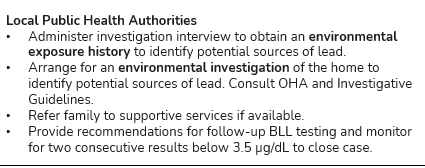 Local Public Health Authorities
• Administer investigation interview to obtain an environmental
exposure history to identify potential sources of lead.
• Arrange for an environmental investigation of the home to
identify potential sources of lead. Consult OHA and Investigative
Guidelines.
• Refer family to supportive services if available.
• Provide recommendations for follow-up BLL testing and monitor
for two consecutive results below 3.5 µg/dL to close case.